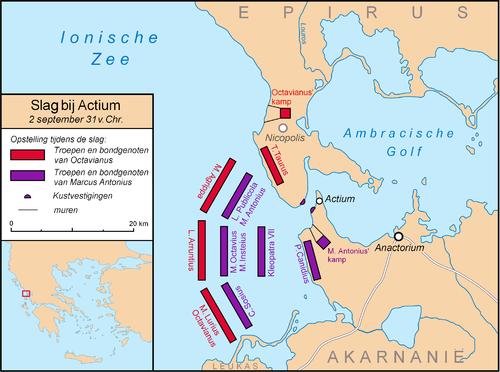 EPIRUS
Ionische
Zee
Louros
Octavianus'
kamp
Nicopolis
T. Taurus
Ambracische
Golf
Slag bij Actium
2 september 31 v. Chr.
Opstelling tijdens de slag:
Troepen en bondgenoten
van Octavianus
Troepen en bondgenoten
van Marcus Antonius
Kustvestigingen
muren
0
20 km
M. Agrippa
L. Publicola
M. Antonius
Actium
L. Arruntius
M. Octavius
M. Insteius
Kleopatra VII
M. Antonius'
kamp
Anactorium
P. Canidius
C. Sosius
M. Lurius
Octavianus
LEUKAS
AKARNANIË